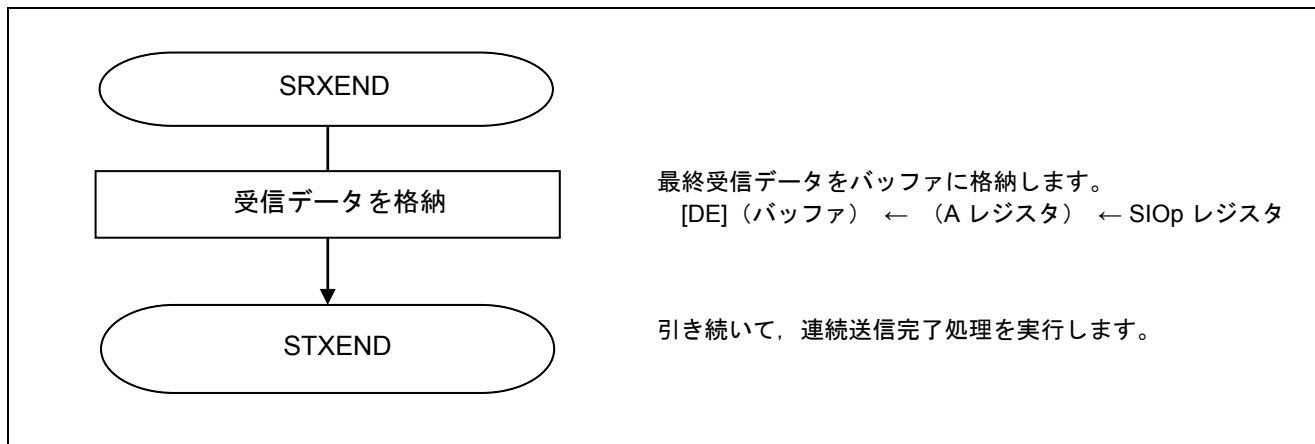 SRXEND
受信データを格納
最終受信データをバッファに格納します。
[DE]（バッファ） ← （A レジスタ） ← SIOp レジスタ
STXEND
引き続いて，連続送信完了処理を実行します。